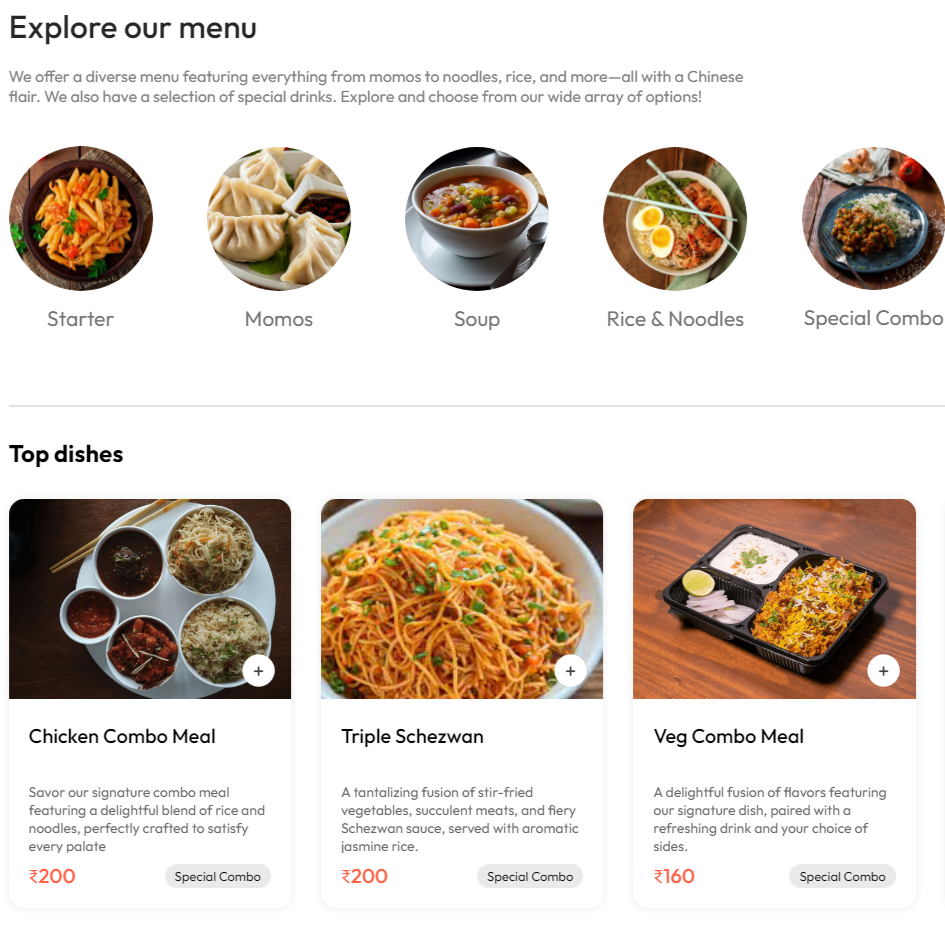 Explore our menu
We offer a diverse menu featuring everything from momos to noodles, rice, and more—all with a Chinese
flair. We also have a selection of special drinks. Explore and choose from our wide array of options!
Starter
Momos
Soup
Rice & Noodles
Special Combo
Top dishes
Chicken Combo Meal
Savor our signature combo meal
featuring a delightful blend of rice and
noodles, perfectly crafted to satisfy
every palate
₹200
Special Combo
Triple Schezwan
A tantalizing fusion of stir-fried
vegetables, succulent meats, and fiery
Schezwan sauce, served with aromatic
jasmine rice.
₹200
Special Combo
Veg Combo Meal
A delightful fusion of flavors featuring
our signature dish, paired with a
refreshing drink and your choice of
sides.
₹160
Special Combo